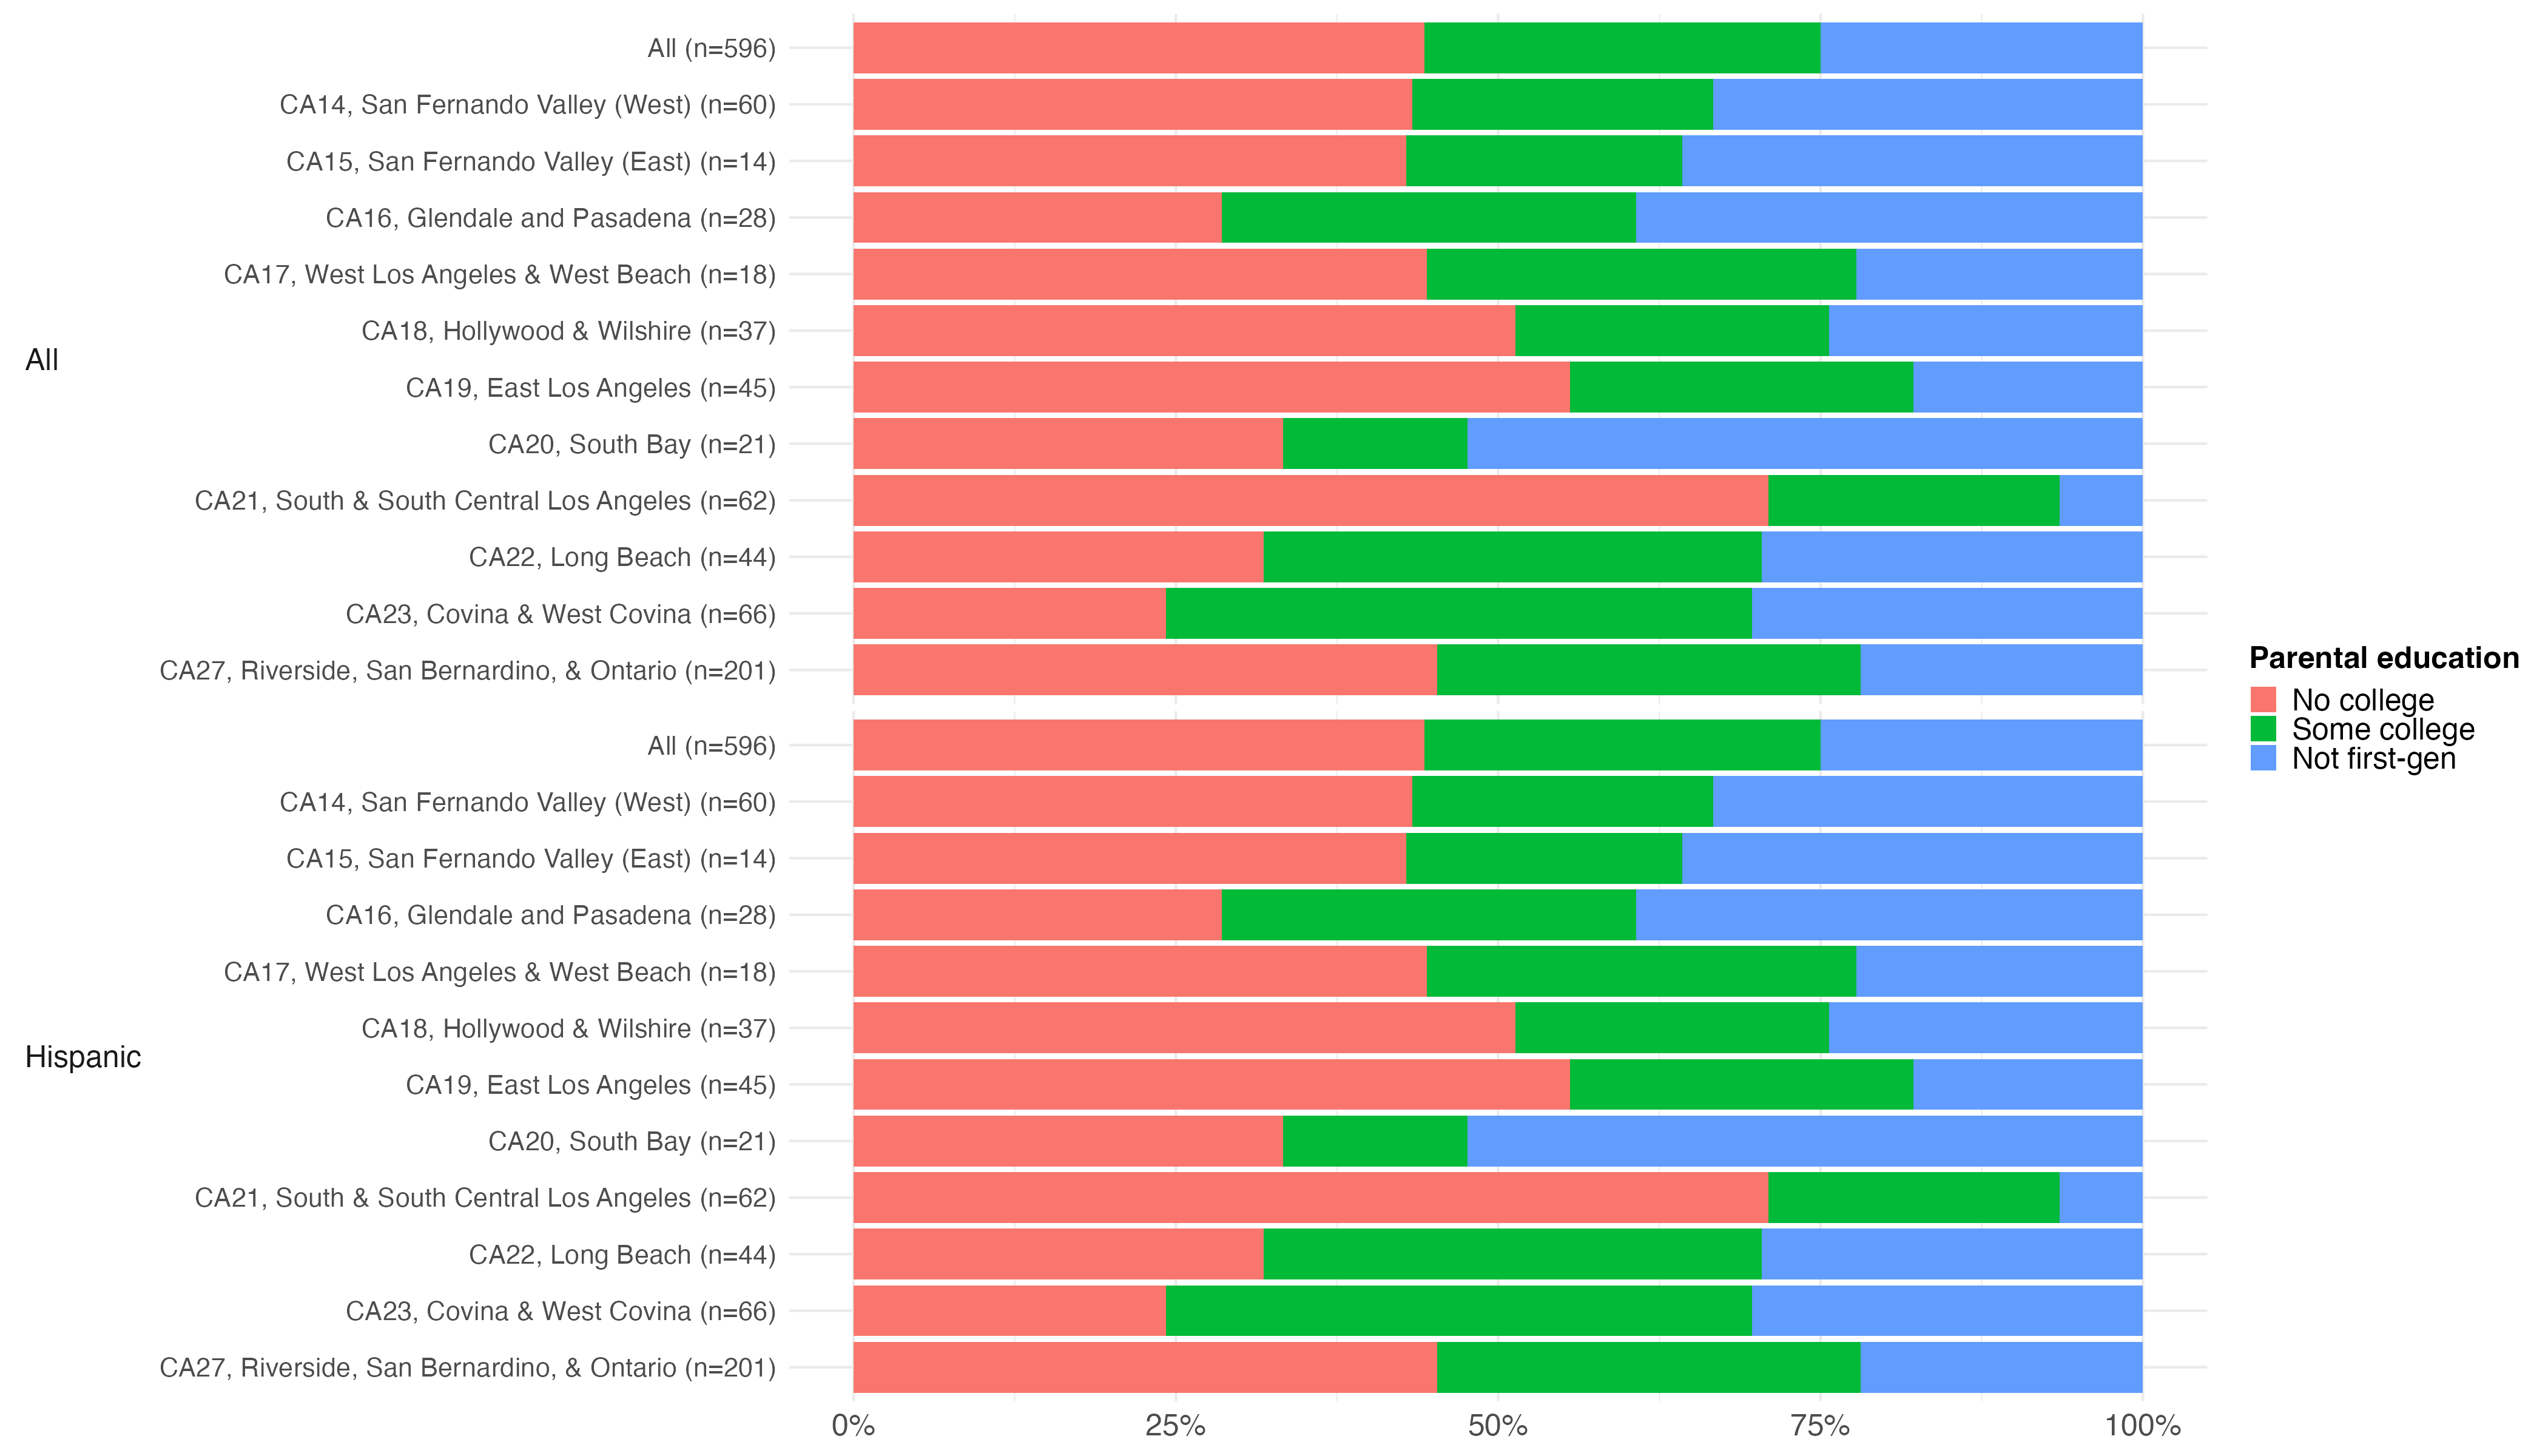 All
All (n=596)
CA14, San Fernando Valley (West) (n=60)
CA15, San Fernando Valley (East) (n=14)
CA16, Glendale and Pasadena (n=28)
CA17, West Los Angeles & West Beach (n=18)
CA18, Hollywood & Wilshire (n=37)
CA19, East Los Angeles (n=45)
CA20, South Bay (n=21)
CA21, South & South Central Los Angeles (n=62)
CA22, Long Beach (n=44)
CA23, Covina & West Covina (n=66)
CA27, Riverside, San Bernardino, & Ontario (n=201)
Hispanic
All (n=596)
CA14, San Fernando Valley (West) (n=60)
CA15, San Fernando Valley (East) (n=14)
CA16, Glendale and Pasadena (n=28)
CA17, West Los Angeles & West Beach (n=18)
CA18, Hollywood & Wilshire (n=37)
CA19, East Los Angeles (n=45)
CA20, South Bay (n=21)
CA21, South & South Central Los Angeles (n=62)
CA22, Long Beach (n=44)
CA23, Covina & West Covina (n=66)
CA27, Riverside, San Bernardino, & Ontario (n=201)
0% 25% 50% 75% 100%
Parental education
No college
Some college
Not first-gen